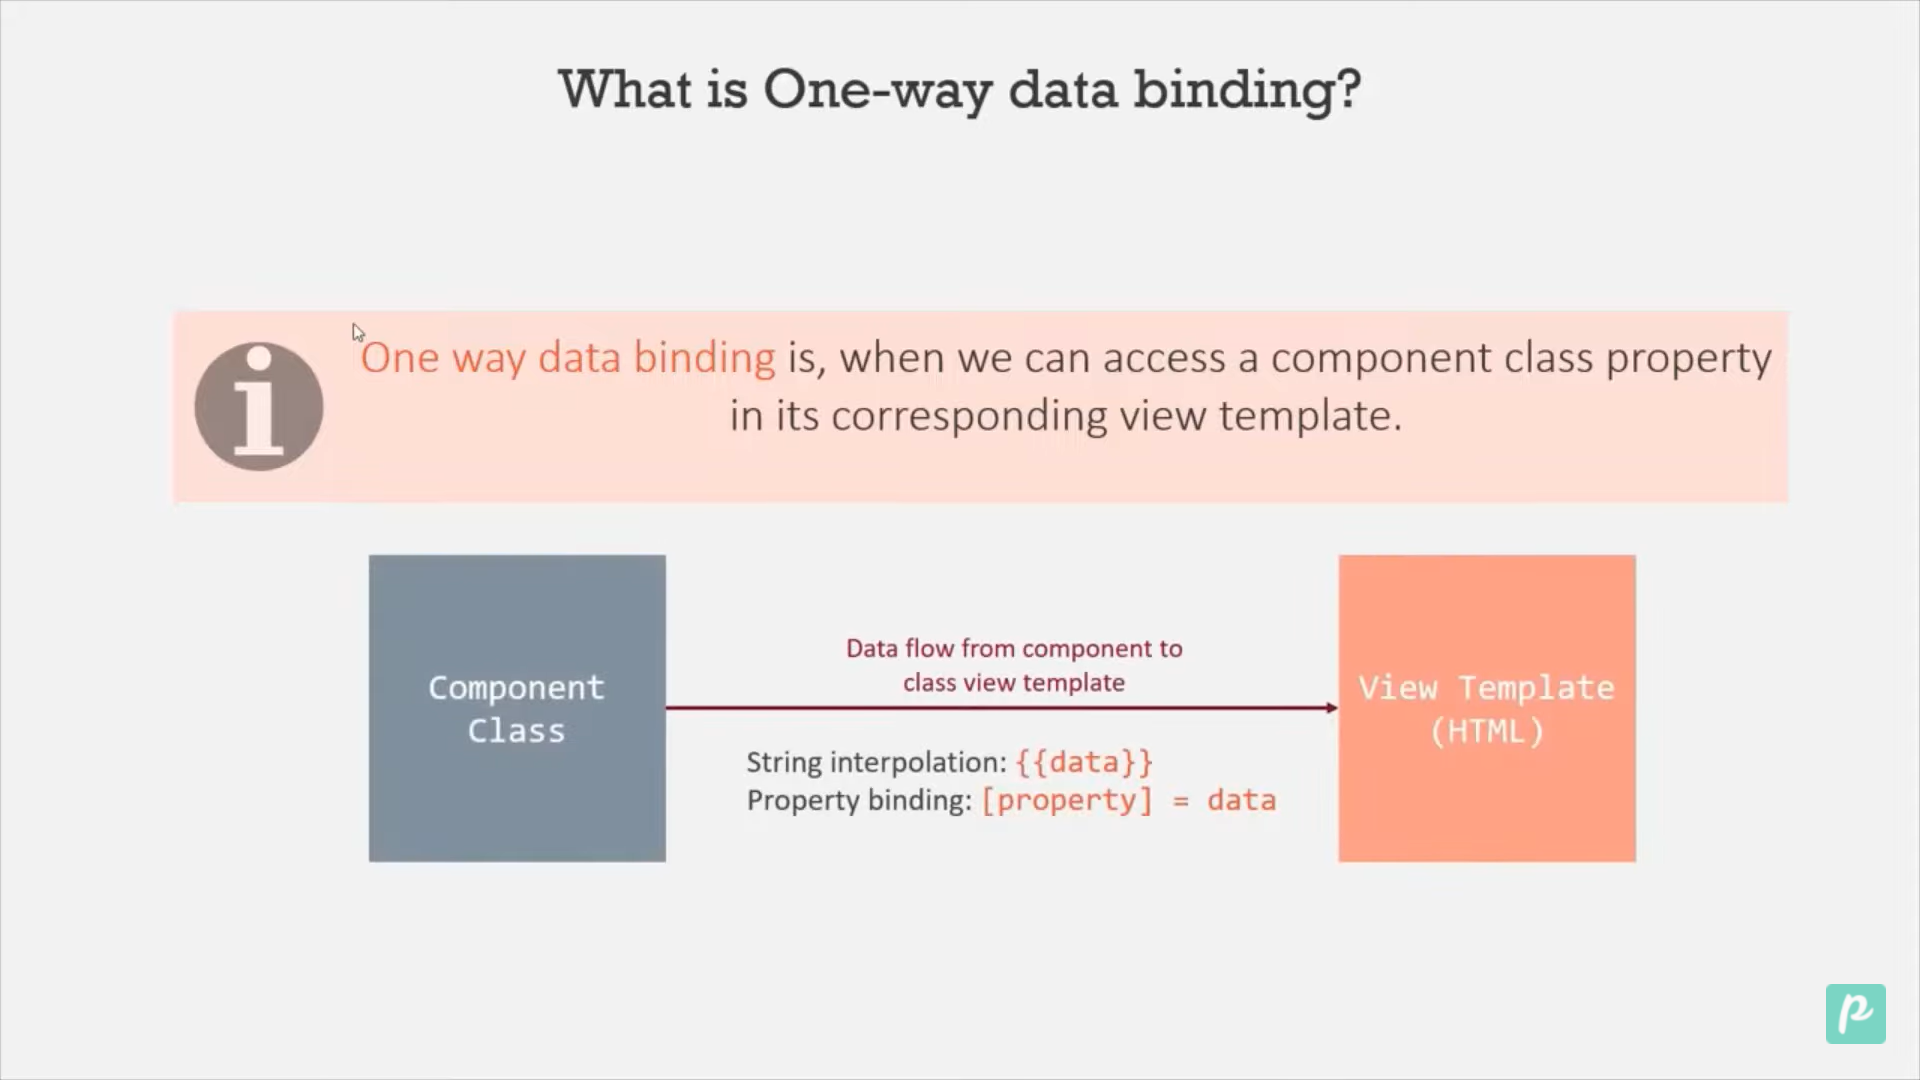 What is One-way data binding?
One way data binding is, when we can access a component class property
in its corresponding view template.
Component
Class
Data flow from component to
class view template
String interpolation: {{data}}
Property binding: [property] = data
View Template
(HTML)
p